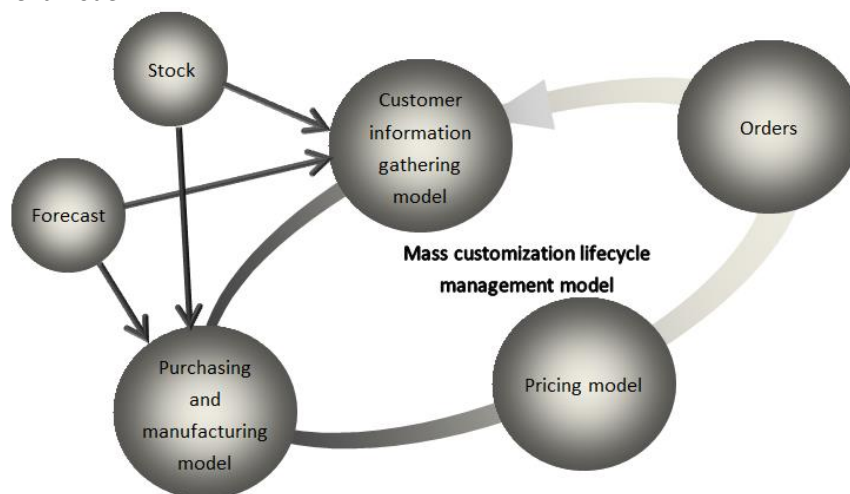 Stock
Customer
information
gathering
model
Orders
Forecast
Mass customization lifecycle
management model
Purchasing
and
manufacturing
model
Pricing model